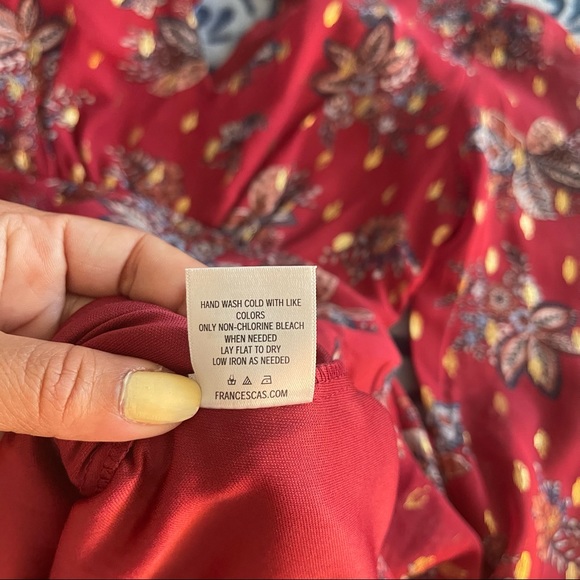 HAND WASH COLD WITH LIKE
COLORS
ONLY NON-CHLORINE BLEACH
WHEN NEEDED
LAY FLAT TO DRY
LOW IRON AS NEEDED
FRANCESCAS.COM